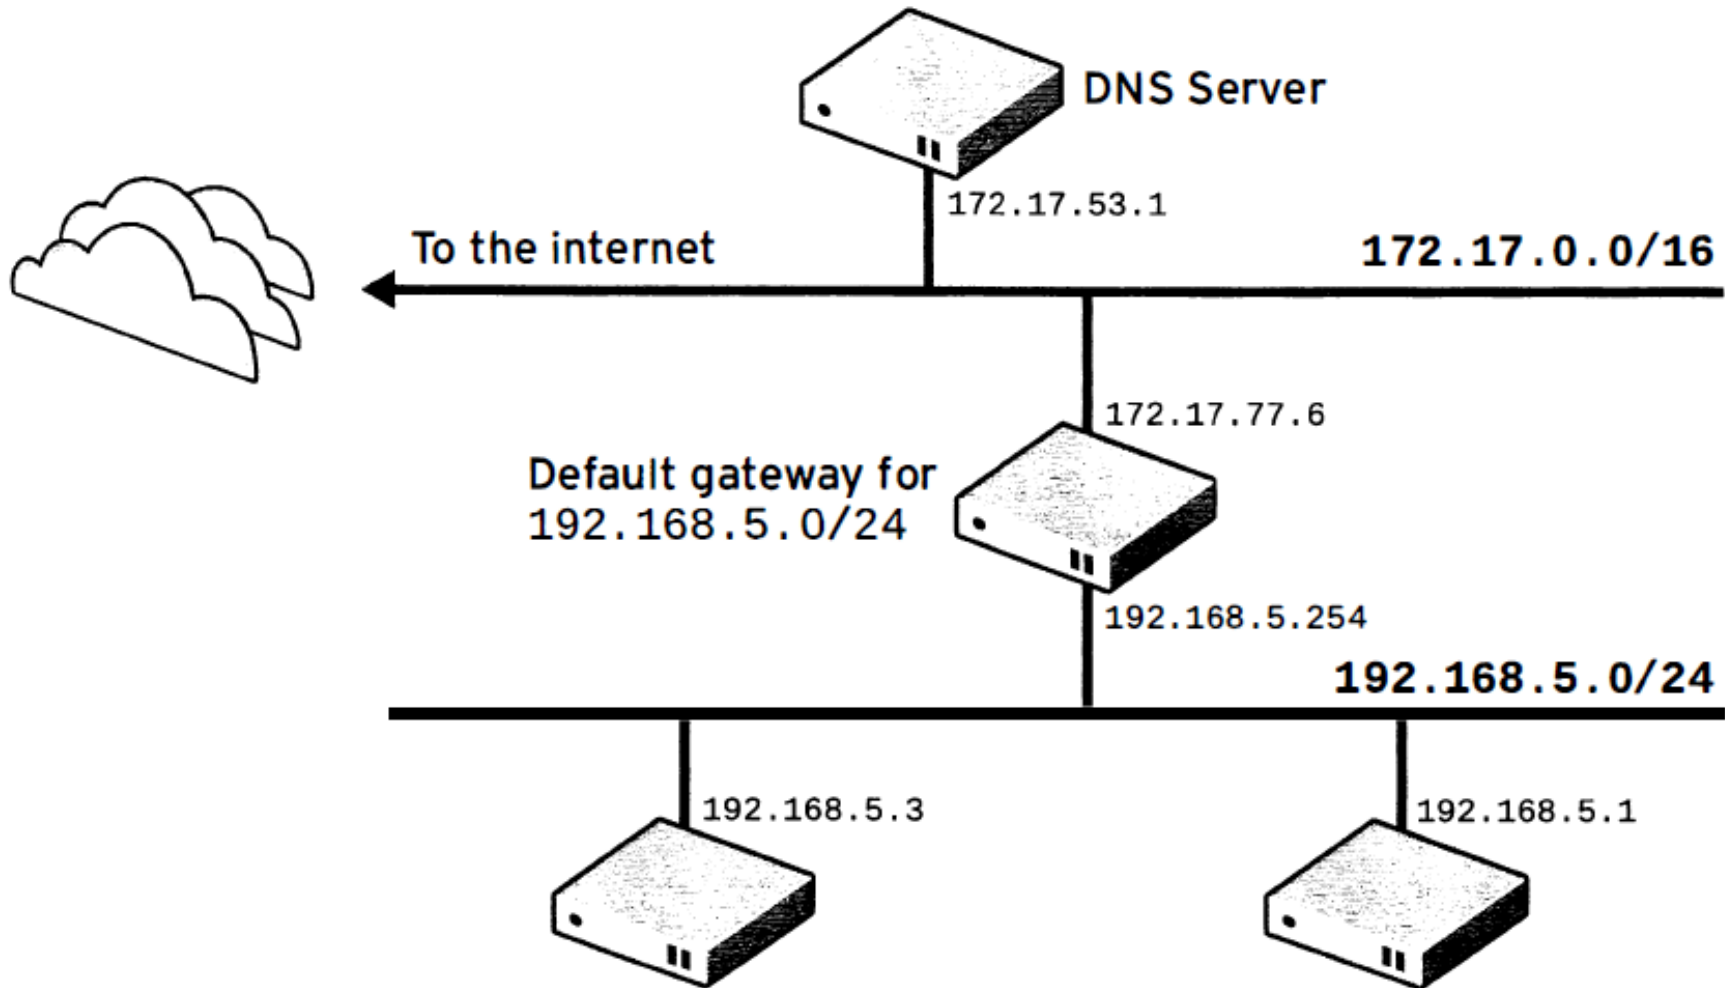 DNS Server
172.17.53.1
To the internet
172.17.0.0/16
172.17.77.6
Default gateway for
192.168.5.0/24
192.168.5.254
192.168.5.0/24
192.168.5.3
192.168.5.1